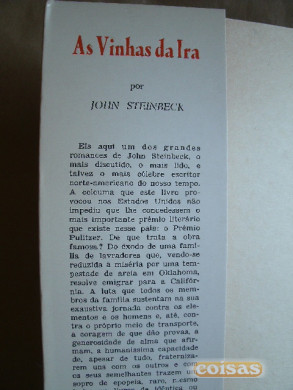 As Vinhas da Ira
por
JOHN STEINBECK
Eis aqui um dos grandes
romances de John Steinbeck, o
mais discutido, o mais lido, e
talvez o mais célebre escritor
norte-americano do nosso tempo.
A celeuma que este livro pro-
vocou nos Estados Unidos não
impediu que lhe concedessem o
mais importante prémio literário
que existe nesse país: o Prémio
Pulitzer. De que trata a obra
famosa? Do êxodo de uma famí-
lia de lavradores que, vendo-se
reduzida à miséria por uma tem-
pestade de areia em Oklahoma,
resolve emigrar para a Califór-
nia. A luta que todos os mem-
bros da família sustentam na sua
exaustiva jornada contra os ele-
mentos e os homens e, até, con-
tra o próprio meio de transporte,
a coragem de que dão provas, a
generosidade de alma que afir-
mam, a humaníssima capacidade
de, apesar de tudo, fraterniza-
rem uns com os outros e com
os seus semelhantes trazem um
sopro de epopeia, raro,
coisas